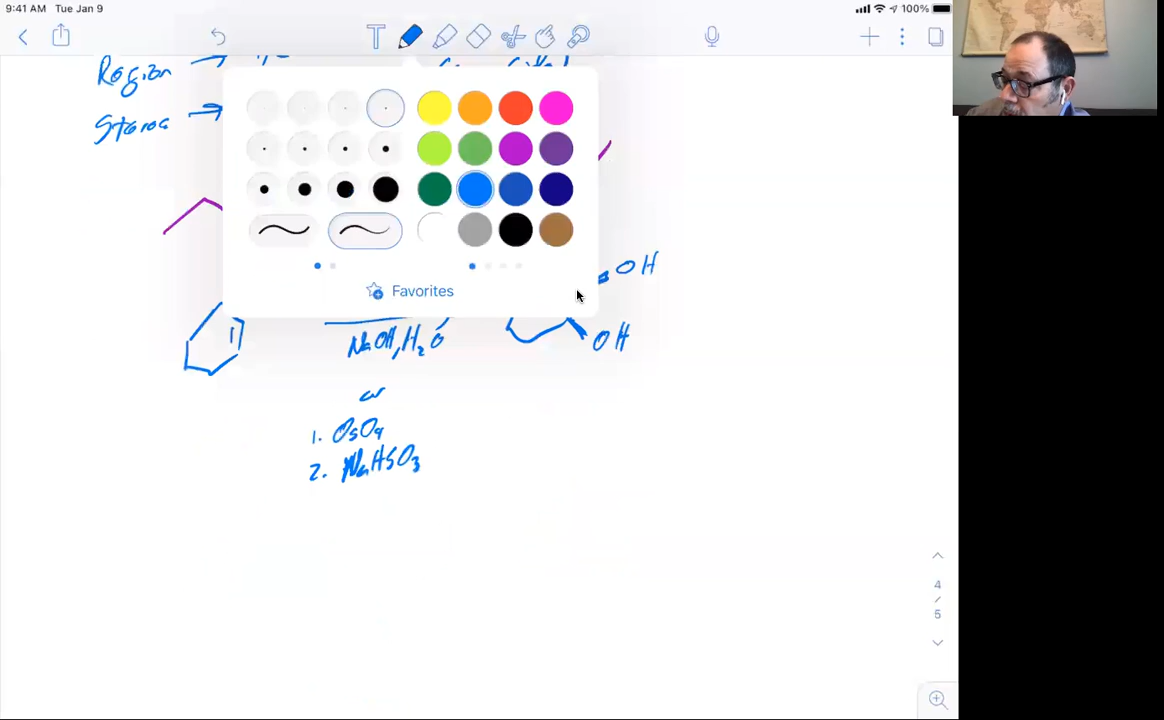 9:41 AM Tue Jan 9
100%
T
Region →
Stereo →
Favorites
OH
NaOH, H2O
OH
or
1. OsO4
2. NaHSO3
4
/
5